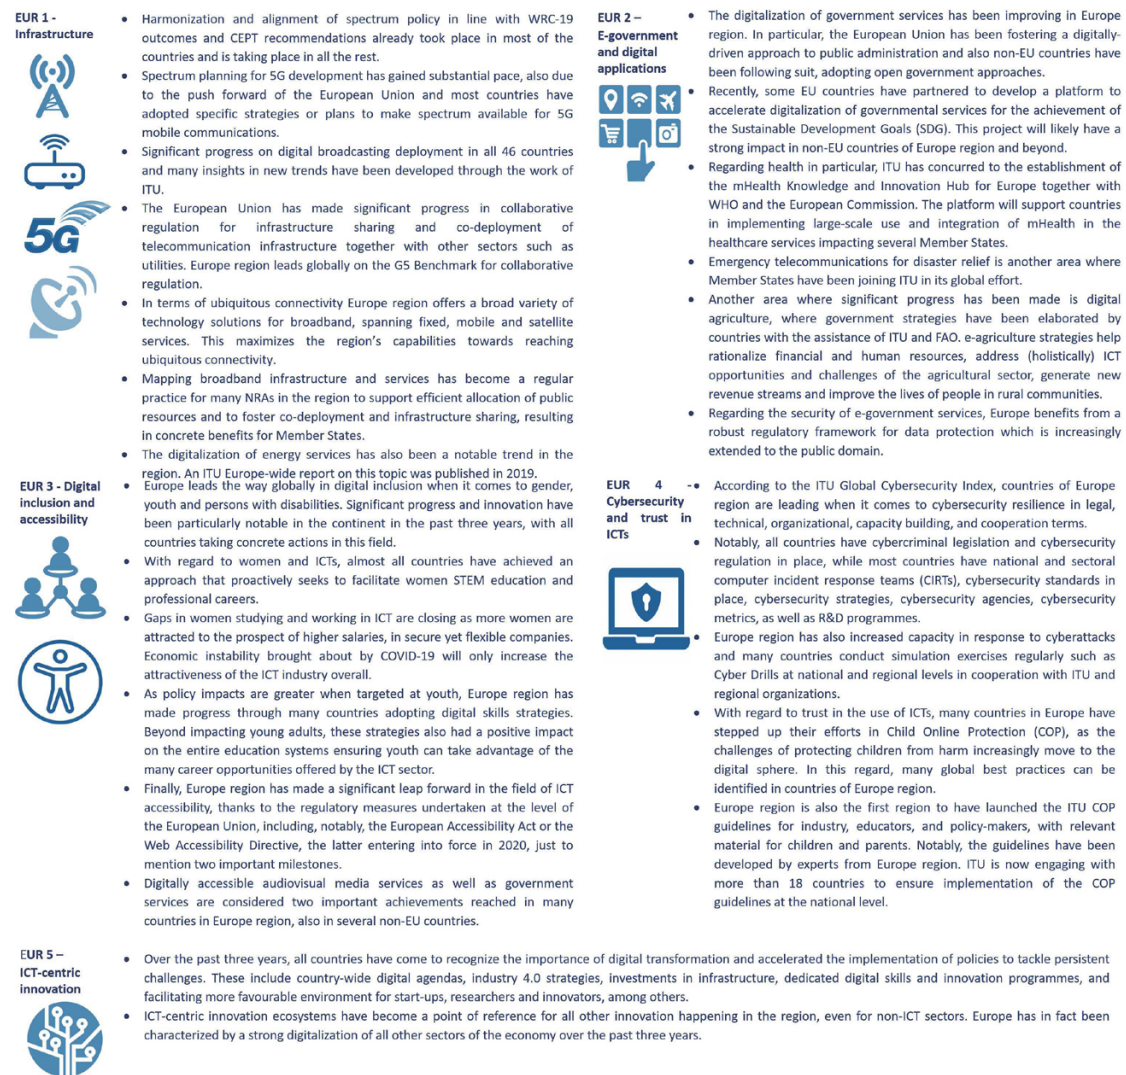 EUR 1 -
Infrastructure
• Harmonization and alignment of spectrum policy in line with WRC-19
outcomes and CEPT recommendations already took place in most of the
countries and is taking place in all the rest.
• Spectrum planning for 5G development has gained substantial pace, also due
to the push forward of the European Union and most countries have
adopted specific strategies or plans to make spectrum available for 5G
mobile communications.
• Significant progress on digital broadcasting deployment in all 46 countries
and many insights in new trends have been developed through the work of
ITU.
5G
• The European Union has made significant progress in collaborative
regulation for infrastructure sharing and co-deployment of
telecommunication infrastructure together with other sectors such as
utilities. Europe region leads globally on the G5 Benchmark for collaborative
regulation.
• In terms of ubiquitous connectivity Europe region offers a broad variety of
technology solutions for broadband, spanning fixed, mobile and satellite
services. This maximizes the region's capabilities towards reaching
ubiquitous connectivity.
• Mapping broadband infrastructure and services has become a regular
practice for many NRAs in the region to support efficient allocation of public
resources and to foster co-deployment and infrastructure sharing, resulting
in concrete benefits for Member States.
• The digitalization of energy services has also been a notable trend in the
region. An ITU Europe-wide report on this topic was published in 2019.
EUR 2 –
E-government
and digital
applications
• The digitalization of government services has been improving in Europe
region. In particular, the European Union has been fostering a digitally-
driven approach to public administration and also non-EU countries have
been following suit, adopting open government approaches.
• Recently, some EU countries have partnered to develop a platform to
accelerate digitalization of governmental services for the achievement of
the Sustainable Development Goals (SDG). This project will likely have a
strong impact in non-EU countries of Europe region and beyond.
• Regarding health in particular, ITU has concurred to the establishment of
the mHealth Knowledge and Innovation Hub for Europe together with
WHO and the European Commission. The platform will support countries
in implementing large-scale use and integration of mHealth in the
healthcare services impacting several Member States.
• Emergency telecommunications for disaster relief is another area where
Member States have been joining ITU in its global effort.
• Another area where significant progress has been made is digital
agriculture, where government strategies have been elaborated by
countries with the assistance of ITU and FAO. e-agriculture strategies help
rationalize financial and human resources, address (holistically) ICT
opportunities and challenges of the agricultural sector, generate new
revenue streams and improve the lives of people in rural communities.
• Regarding the security of e-government services, Europe benefits from a
robust regulatory framework for data protection which is increasingly
extended to the public domain.
EUR 3 - Digital
inclusion and
accessibility
• Europe leads the way globally in digital inclusion when it comes to gender,
youth and persons with disabilities. Significant progress and innovation have
been particularly notable in the continent in the past three years, with all
countries taking concrete actions in this field.
• With regard to women and ICTs, almost all countries have achieved an
approach that proactively seeks to facilitate women STEM education and
professional careers.
• Gaps in women studying and working in ICT are closing as more women are
attracted to the prospect of higher salaries, in secure yet flexible companies.
Economic instability brought about by COVID-19 will only increase the
attractiveness of the ICT industry overall.
• As policy impacts are greater when targeted at youth, Europe region has
made progress through many countries adopting digital skills strategies.
Beyond impacting young adults, these strategies also had a positive impact
on the entire education systems ensuring youth can take advantage of the
many career opportunities offered by the ICT sector.
• Finally, Europe region has made a significant leap forward in the field of ICT
accessibility, thanks to the regulatory measures undertaken at the level of
the European Union, including, notably, the European Accessibility Act or the
Web Accessibility Directive, the latter entering into force in 2020, just to
mention two important milestones.
• Digitally accessible audiovisual media services as well as government
services are considered two important achievements reached in many
countries in Europe region, also in several non-EU countries.
EUR 4 -
Cybersecurity
and trust in
ICTs
• According to the ITU Global Cybersecurity Index, countries of Europe
region are leading when it comes to cybersecurity resilience in legal,
technical, organizational, capacity building, and cooperation terms.
• Notably, all countries have cybercriminal legislation and cybersecurity
regulation in place, while most countries have national and sectoral
computer incident response teams (CIRTs), cybersecurity standards in
place, cybersecurity strategies, cybersecurity agencies, cybersecurity
metrics, as well as R&D programmes.
• Europe region has also increased capacity in response to cyberattacks
and many countries conduct simulation exercises regularly such as
Cyber Drills at national and regional levels in cooperation with ITU and
regional organizations.
• With regard to trust in the use of ICTs, many countries in Europe have
stepped up their efforts in Child Online Protection (COP), as the
challenges of protecting children from harm increasingly move to the
digital sphere. In this regard, many global best practices can be
identified in countries of Europe region.
• Europe region is also the first region to have launched the ITU COP
guidelines for industry, educators, and policy-makers, with relevant
material for children and parents. Notably, the guidelines have been
developed by experts from Europe region. ITU is now engaging with
more than 18 countries to ensure implementation of the COP
guidelines at the national level.
EUR 5 –
ICT-centric
innovation
• Over the past three years, all countries have come to recognize the importance of digital transformation and accelerated the implementation of policies to tackle persistent
challenges. These include country-wide digital agendas, industry 4.0 strategies, investments in infrastructure, dedicated digital skills and innovation programmes, and
facilitating more favourable environment for start-ups, researchers and innovators, among others.
• ICT-centric innovation ecosystems have become a point of reference for all other innovation happening in the region, even for non-ICT sectors. Europe has in fact been
characterized by a strong digitalization of all other sectors of the economy over the past three years.